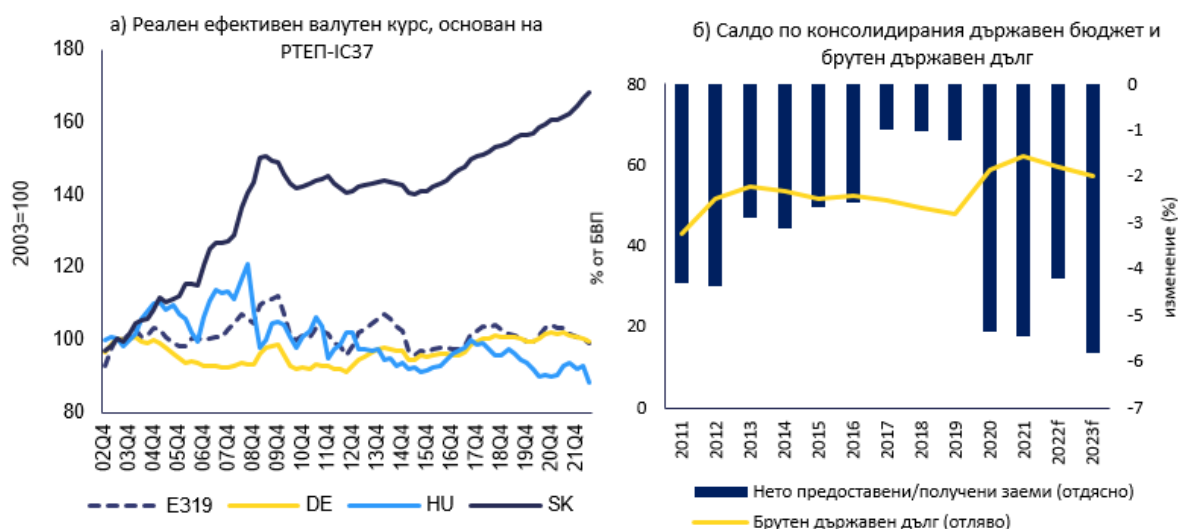 а) Реален ефективен валутен курс, основан на
РТЕП-IC37
180
160
140
120
100
80
2003=100
02Q4
03Q4
04Q4
05Q4
06Q4
07Q4
08Q4
09Q4
10Q4
11Q4
12Q4
13Q4
14Q4
15Q4
16Q4
17Q4
18Q4
19Q4
20Q4
21Q4
ЕЗ19
DE
HU
SK
б) Салдо по консолидирания държавен бюджет и
брутен държавен дълг
80
60
40
20
0
% от БВП
0
-1
-2
-3
-4
-5
-6
-7
изменение (%)
2011
2012
2013
2014
2015
2016
2017
2018
2019
2020
2021
2022f
2023f
Нето предоставени/получени заеми (отдясно)
Брутен държавен дълг (отляво)